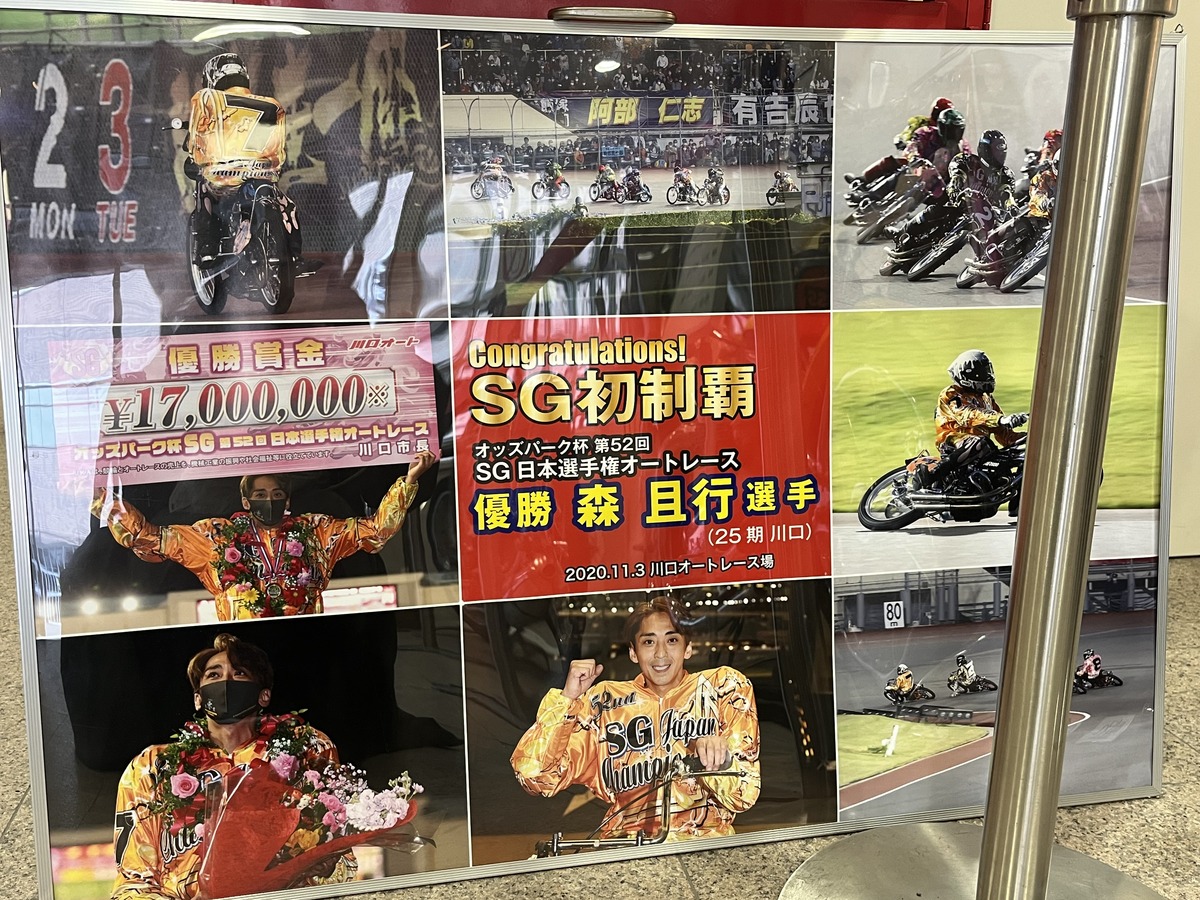 2 3
MON TUE
7
Champion
阿部 仁志 有吉辰也
優勝賞金 川口オート
¥17,000,000※
オッズパーク杯SG 第52回 日本選手権オートレース
川口市長
Congratulations!
SG初制覇
オッズパーク杯 第52回
SG 日本選手権オートレース
優勝 森 且行 選手
(25期 川口)
2020.11.3 川口オートレース場
52nd
SG Japan
Champion
80
m